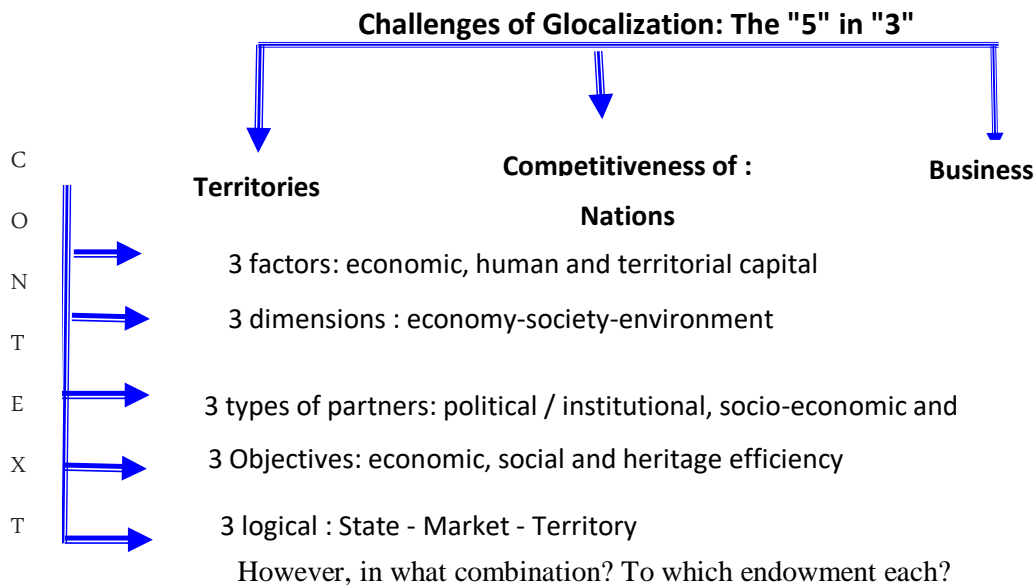 Challenges of Glocalization: The "5" in "3"
Territories
Competitiveness of :
Nations
Business
C
O
N
T
E
X
T
3 factors: economic, human and territorial capital
3 dimensions : economy-society-environment
3 types of partners: political / institutional, socio-economic and
3 Objectives: economic, social and heritage efficiency
3 logical : State - Market - Territory
However, in what combination? To which endowment each?